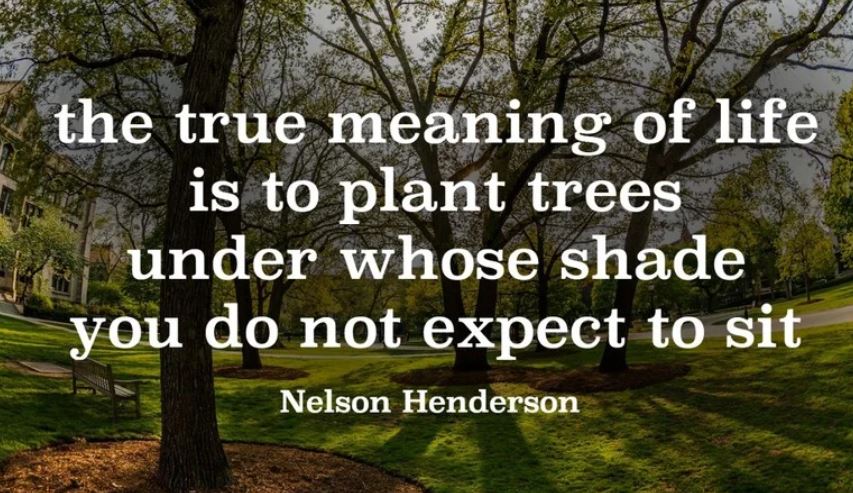 the true meaning of life
is to plant trees
under whose shade
you do not expect to sit
Nelson Henderson